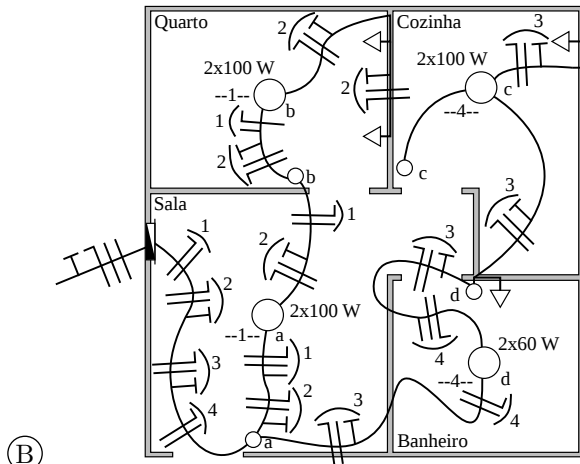 Quarto
Cozinha
2
3
2x100 W
2x100 W
--1--
b
2
c
--4--
1
2
b
c
Sala
3
1
1
3
2
2
d
2x100 W
--1--
a
2x60 W
4
3
1
--4--
d
2
4
3
4
a
Banheiro
B